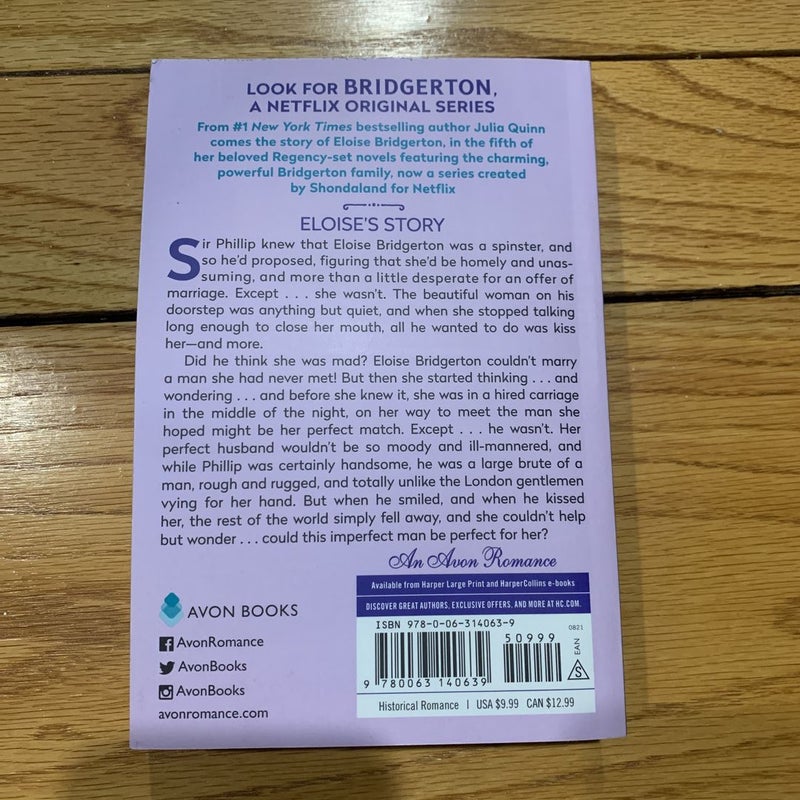 LOOK FOR BRIDGERTON,
A NETFLIX ORIGINAL SERIES
From #1 New York Times bestselling author Julia Quinn
comes the story of Eloise Bridgerton, in the fifth of
her beloved Regency-set novels featuring the charming,
powerful Bridgerton family, now a series created
by Shondaland for Netflix
ELOISE'S STORY
Sir Phillip knew that Eloise Bridgerton was a spinster, and
so he'd proposed, figuring that she'd be homely and unas-
suming, and more than a little desperate for an offer of
marriage. Except . . . she wasn't. The beautiful woman on his
doorstep was anything but quiet, and when she stopped talking
long enough to close her mouth, all he wanted to do was kiss
her—and more.
Did he think she was mad? Eloise Bridgerton couldn't marry
a man she had never met! But then she started thinking . . . and
wondering . . . and before she knew it, she was in a hired carriage
in the middle of the night, on her way to meet the man she
hoped might be her perfect match. Except . . . he wasn't. Her
perfect husband wouldn't be so moody and ill-mannered, and
while Phillip was certainly handsome, he was a large brute of a
man, rough and rugged, and totally unlike the London gentlemen
vying for her hand. But when he smiled, and when he kissed
her, the rest of the world simply fell away, and she couldn't help
but wonder . . . could this imperfect man be perfect for her?
An Avon Romance
Available from Harper Large Print and HarperCollins e-books
DISCOVER GREAT AUTHORS, EXCLUSIVE OFFERS, AND MORE AT HC.COM.
AVON BOOKS
AvonRomance
AvonBooks
AvonBooks
avonromance.com
ISBN 978-0-06-314063-9
50999
0821
EAN
S
9 780063 140639
Historical Romance | USA $9.99 CAN $12.99